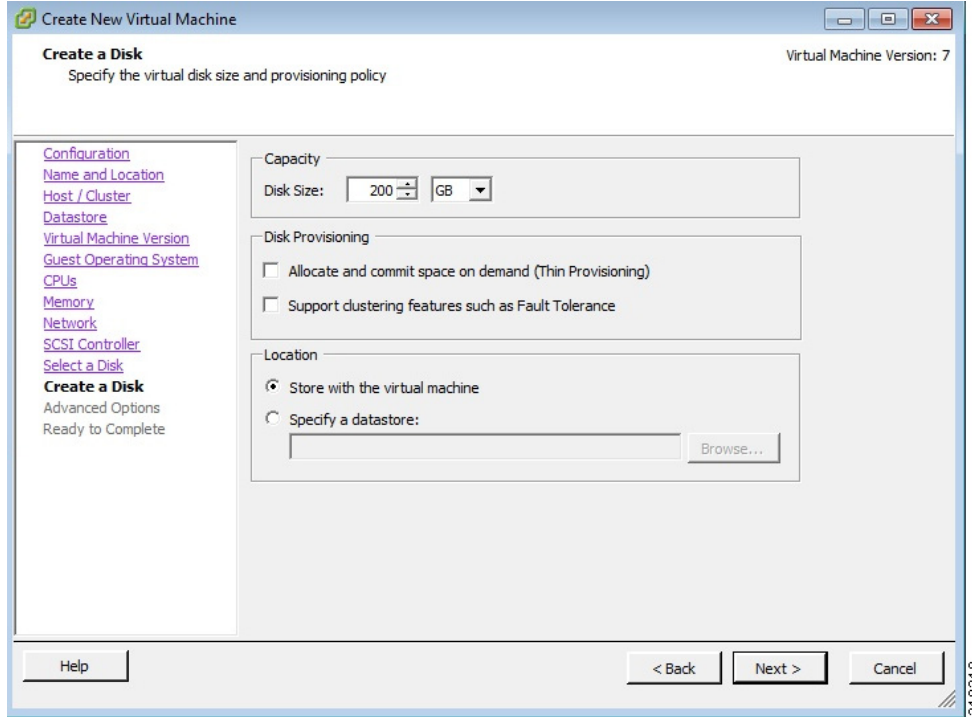 Create New Virtual Machine
Create a Disk
Specify the virtual disk size and provisioning policy
Virtual Machine Version: 7
Configuration
Name and Location
Host / Cluster
Datastore
Virtual Machine Version
Guest Operating System
CPUs
Memory
Network
SCSI Controller
Select a Disk
Create a Disk
Advanced Options
Ready to Complete
Capacity
Disk Size: 200 GB
Disk Provisioning
Allocate and commit space on demand (Thin Provisioning)
Support clustering features such as Fault Tolerance
Location
Store with the virtual machine
Specify a datastore:
Browse...
Help
< Back
Next >
Cancel